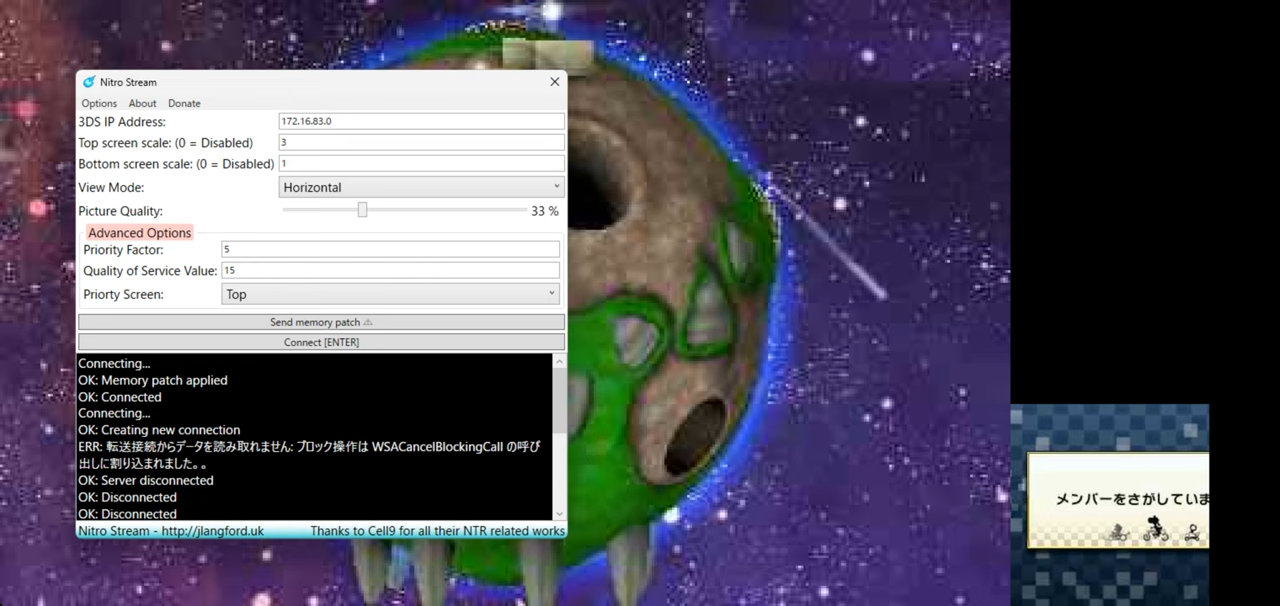 Nitro Stream
Options About Donate
3DS IP Address: 172.16.83.0
Top screen scale: (0 = Disabled) 3
Bottom screen scale: (0 = Disabled) 1
View Mode: Horizontal
Picture Quality: 33 %
Advanced Options
Priority Factor: 5
Quality of Service Value: 15
Priorty Screen: Top
Send memory patch ⚠
Connect [ENTER]
Connecting...
OK: Memory patch applied
OK: Connected
Connecting...
OK: Creating new connection
ERR: 転送接続からデータを読み取れません: ブロック操作は WSACancelBlockingCall の呼び
出しに割り込まれました。。
OK: Server disconnected
OK: Disconnected
OK: Disconnected
Nitro Stream - http://jlangford.uk Thanks to Cell9 for all their NTR related works
メンバーをさがしていま